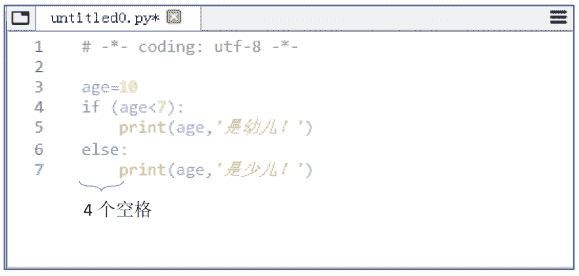 untitled0.py*
1 # -*- coding: utf-8 -*-
2
3 age=10
4 if (age<7):
5 print(age,'是幼儿!')
6 else:
7 print(age,'是少儿!')
4 个空格